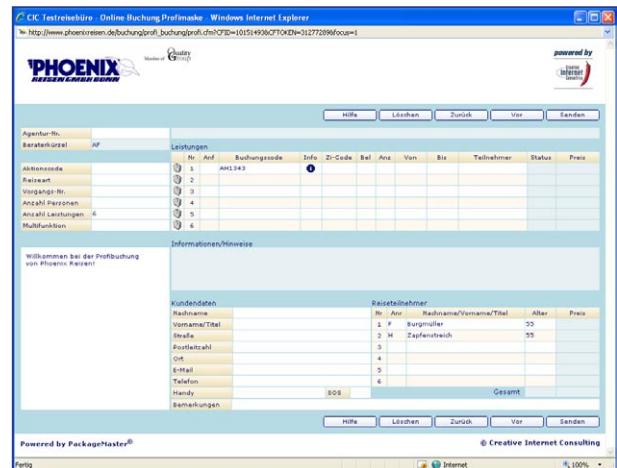 CIC Testreisebüro - Online Buchung Profimaske - Windows Internet Explorer
http://www.phoenixreisen.de/buchung/profi_buchung/profi.cfm?CFID=101514936CFTOKEN=312772896focus=1
PHOENIX
REISEN GMBH BONN
Member of Quality Group
powered by
Creative
Internet
Consulting
Hilfe Löschen Zurück Vor Senden
Agentur-Nr.
Beraterkürzel AF
Leistungen
Nr Anf Buchungscode Info Zi-Code Bel Anz Von Bis Teilnehmer Status Preis
Aktionscode 1 AH1343
Reiseart 2
Vorgangs-Nr. 3
Anzahl Personen 4
Anzahl Leistungen 6 5
Multifunktion 6
Informationen/Hinweise
Willkommen bei der Profibuchung
von Phoenix Reisen!
Kundendaten Reiseteilnehmer
Nachname Nr Anr Nachname/Vorname/Titel Alter Preis
Vorname/Titel 1 F Burgmüller 55
Straße 2 H Zapfenstreich 55
Postleitzahl 3
Ort 4
E-Mail 5
Telefon 6
Handy SOS Gesamt
Bemerkungen
Hilfe Löschen Zurück Vor Senden
Powered by PackageMaster® © Creative Internet Consulting
Fertig Internet 100%